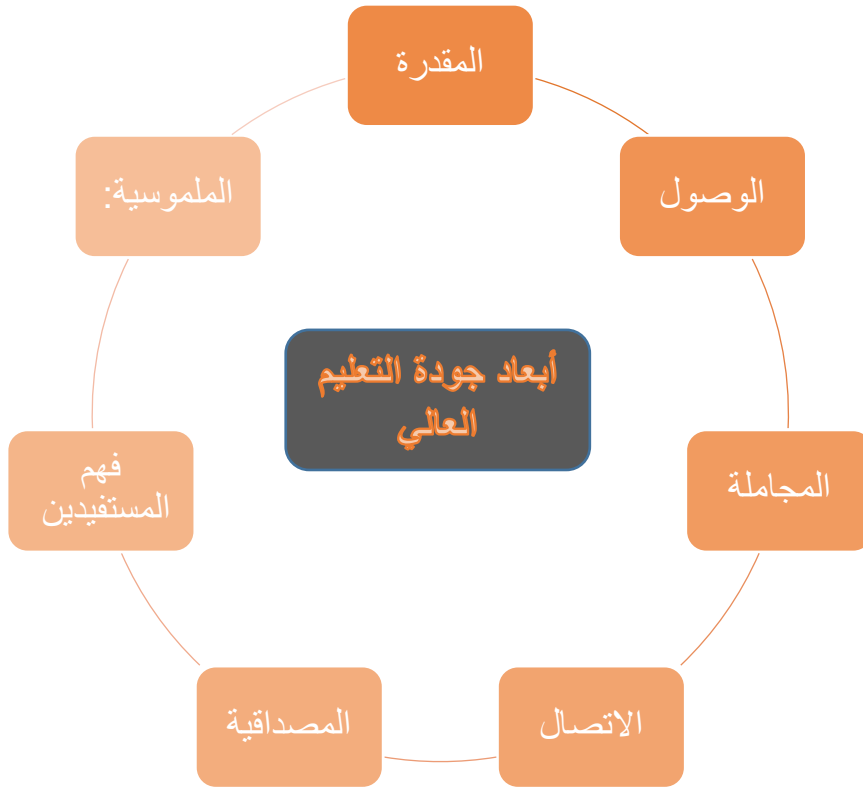 المقدرة
الوصول
المجاملة
الاتصال
المصداقية
فهم
المستفيدين
الملموسية:
أبعاد جودة التعليم
العالي